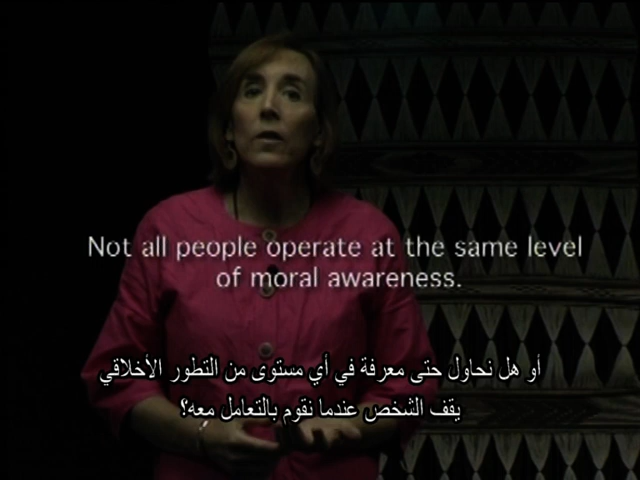 Not all people operate at the same level
of moral awareness.
أو هل نحاول حتى معرفة في أي مستوى من التطور الأخلاقي
يقف الشخص عندما نقوم بالتعامل معه؟